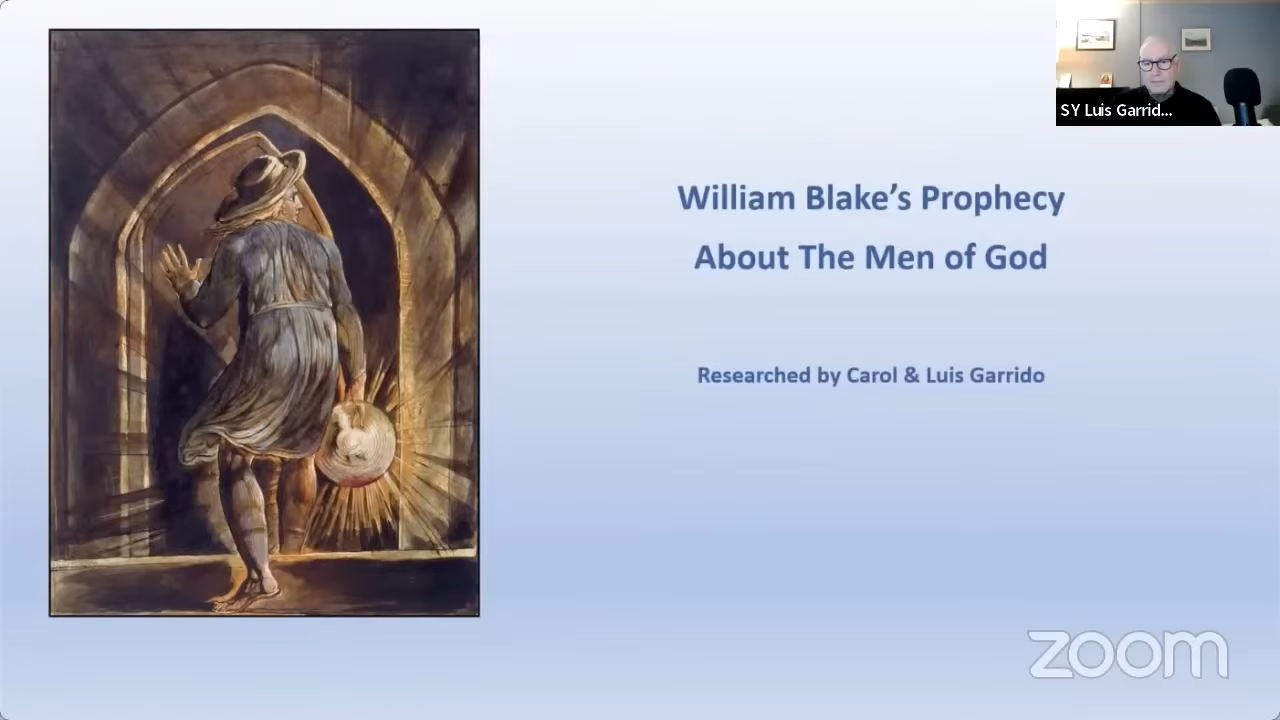 SY Luis Garrid...
William Blake’s Prophecy
About The Men of God
Researched by Carol & Luis Garrido
zoom